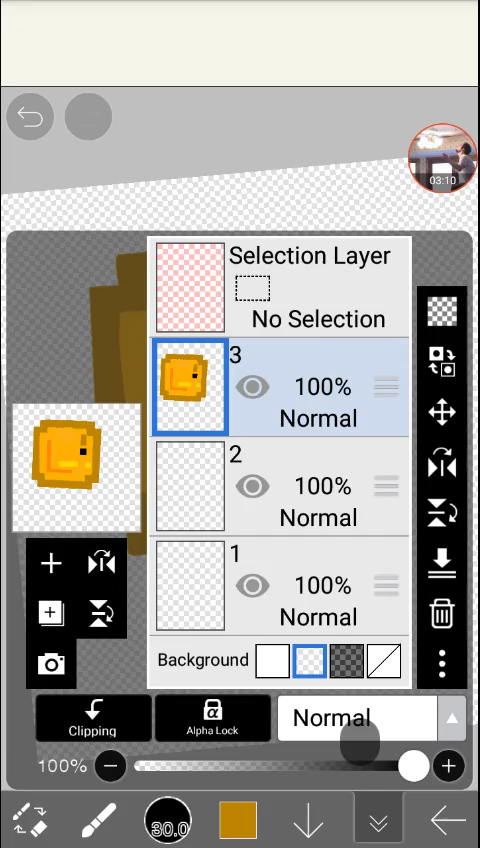 03:10
Selection Layer
No Selection
3
100%
Normal
2
100%
Normal
1
100%
Normal
Background
Clipping
α
Alpha Lock
Normal
100%
30.0